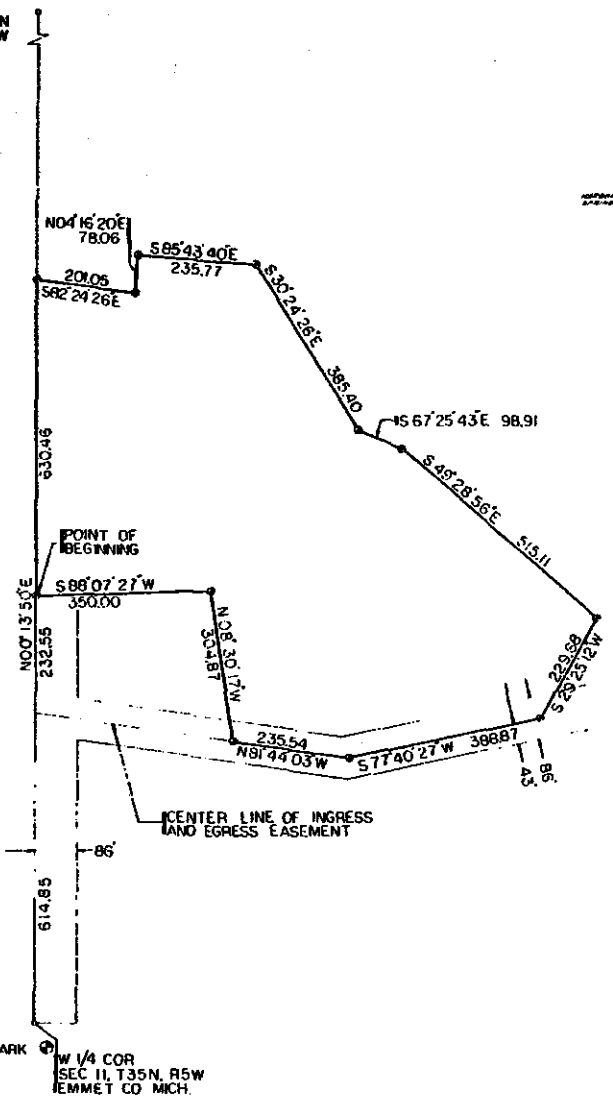 N
W
N04°16'20"E
78.06
S85°43'40"E
235.77
201.05
S82°24'26"E
S30°24'26"E
385.40
S67°25'43"E 98.91
S49°28'56"E
515.11
630.46
POINT OF
BEGINNING
S88°07'27"W
350.00
N00°13'50"E
232.55
N08°30'17"W
304.87
229.68
S29°25'12"W
235.54
N81°44'03"W
S77°40'27"W 388.87
43'
86'
CENTER LINE OF INGRESS
AND EGRESS EASEMENT
86'
614.85
ARK
W 1/4 COR
SEC 11, T35N, R5W
EMMET CO MICH.